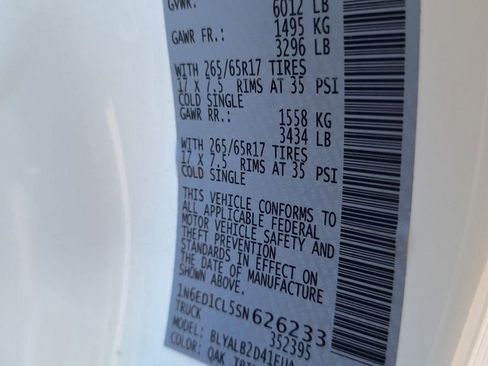 GVWR: 6012 LB
GAWR FR.: 1495 KG
3296 LB
WITH 265/65R17 TIRES
17 X 7.5 RIMS AT 35 PSI
COLD SINGLE
GAWR RR.: 1558 KG
3434 LB
WITH 265/65R17 TIRES
17 X 7.5 RIMS AT 35 PSI
COLD SINGLE
THIS VEHICLE CONFORMS TO
ALL APPLICABLE FEDERAL
MOTOR VEHICLE SAFETY AND
THEFT PREVENTION
STANDARDS IN EFFECT ON
THE DATE OF MANUFACTURE
SHOWN ABOVE.
1N6ED1CL5SN626233
TRUCK 352395
MODEL: BLYALB2D41EUA
COLOR: QAK